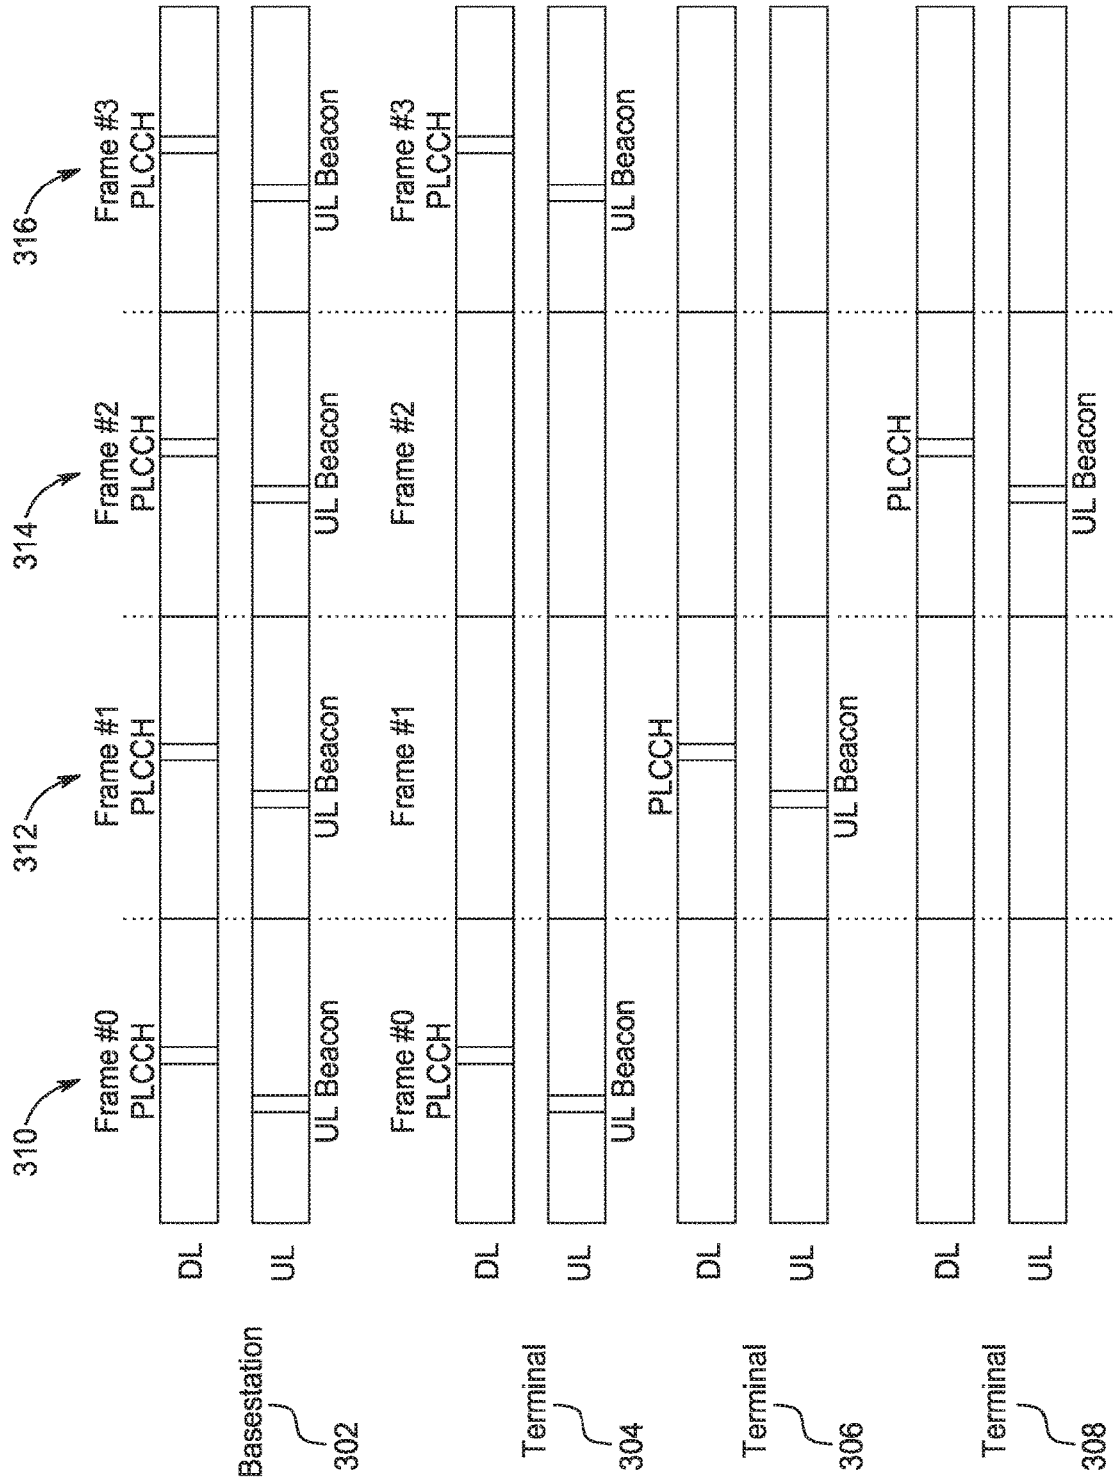 310
312
314
316
Frame #0
Frame #1
Frame #2
Frame #3
PLCCH
PLCCH
PLCCH
PLCCH
DL
Basestation
302
UL
UL Beacon
UL Beacon
UL Beacon
UL Beacon
Frame #0
Frame #1
Frame #2
Frame #3
PLCCH
PLCCH
DL
Terminal
304
UL
UL Beacon
UL Beacon
PLCCH
DL
Terminal
306
UL
UL Beacon
PLCCH
DL
Terminal
308
UL
UL Beacon